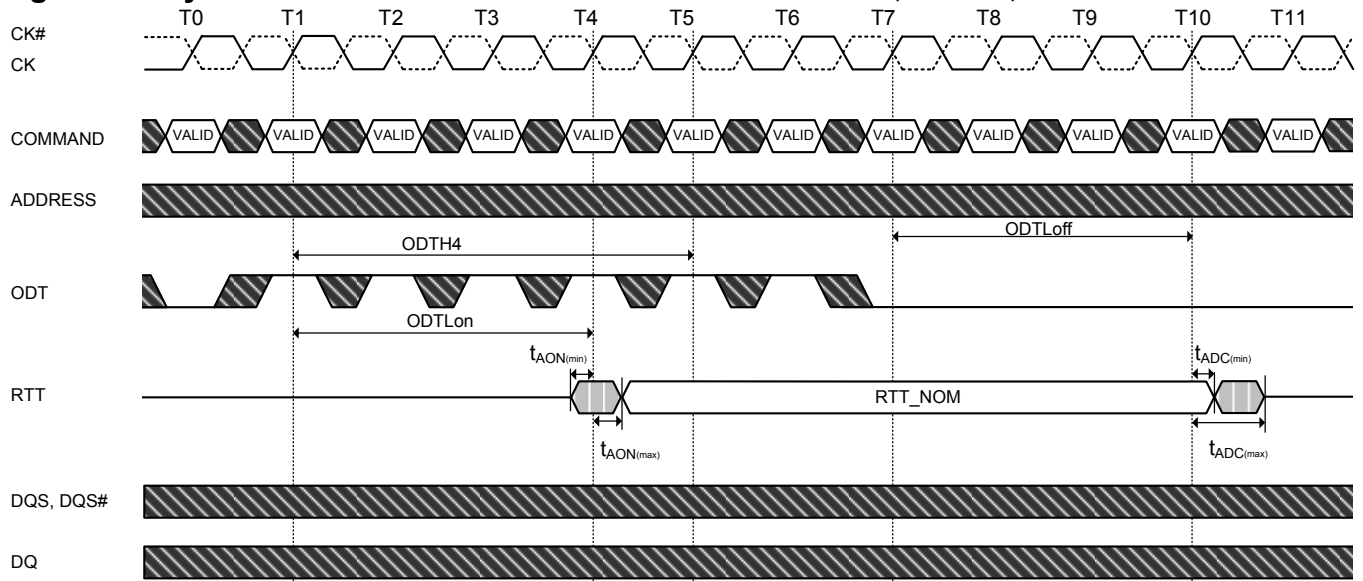 T0 T1 T2 T3 T4 T5 T6 T7 T8 T9 T10 T11
CK#
CK
COMMAND VALID VALID VALID VALID VALID VALID VALID VALID VALID VALID VALID VALID
ADDRESS
ODTLoff
ODTH4
ODT
ODTLon
tAON(min) tADC(min)
RTT RTT_NOM
tAON(max) tADC(max)
DQS, DQS#
DQ